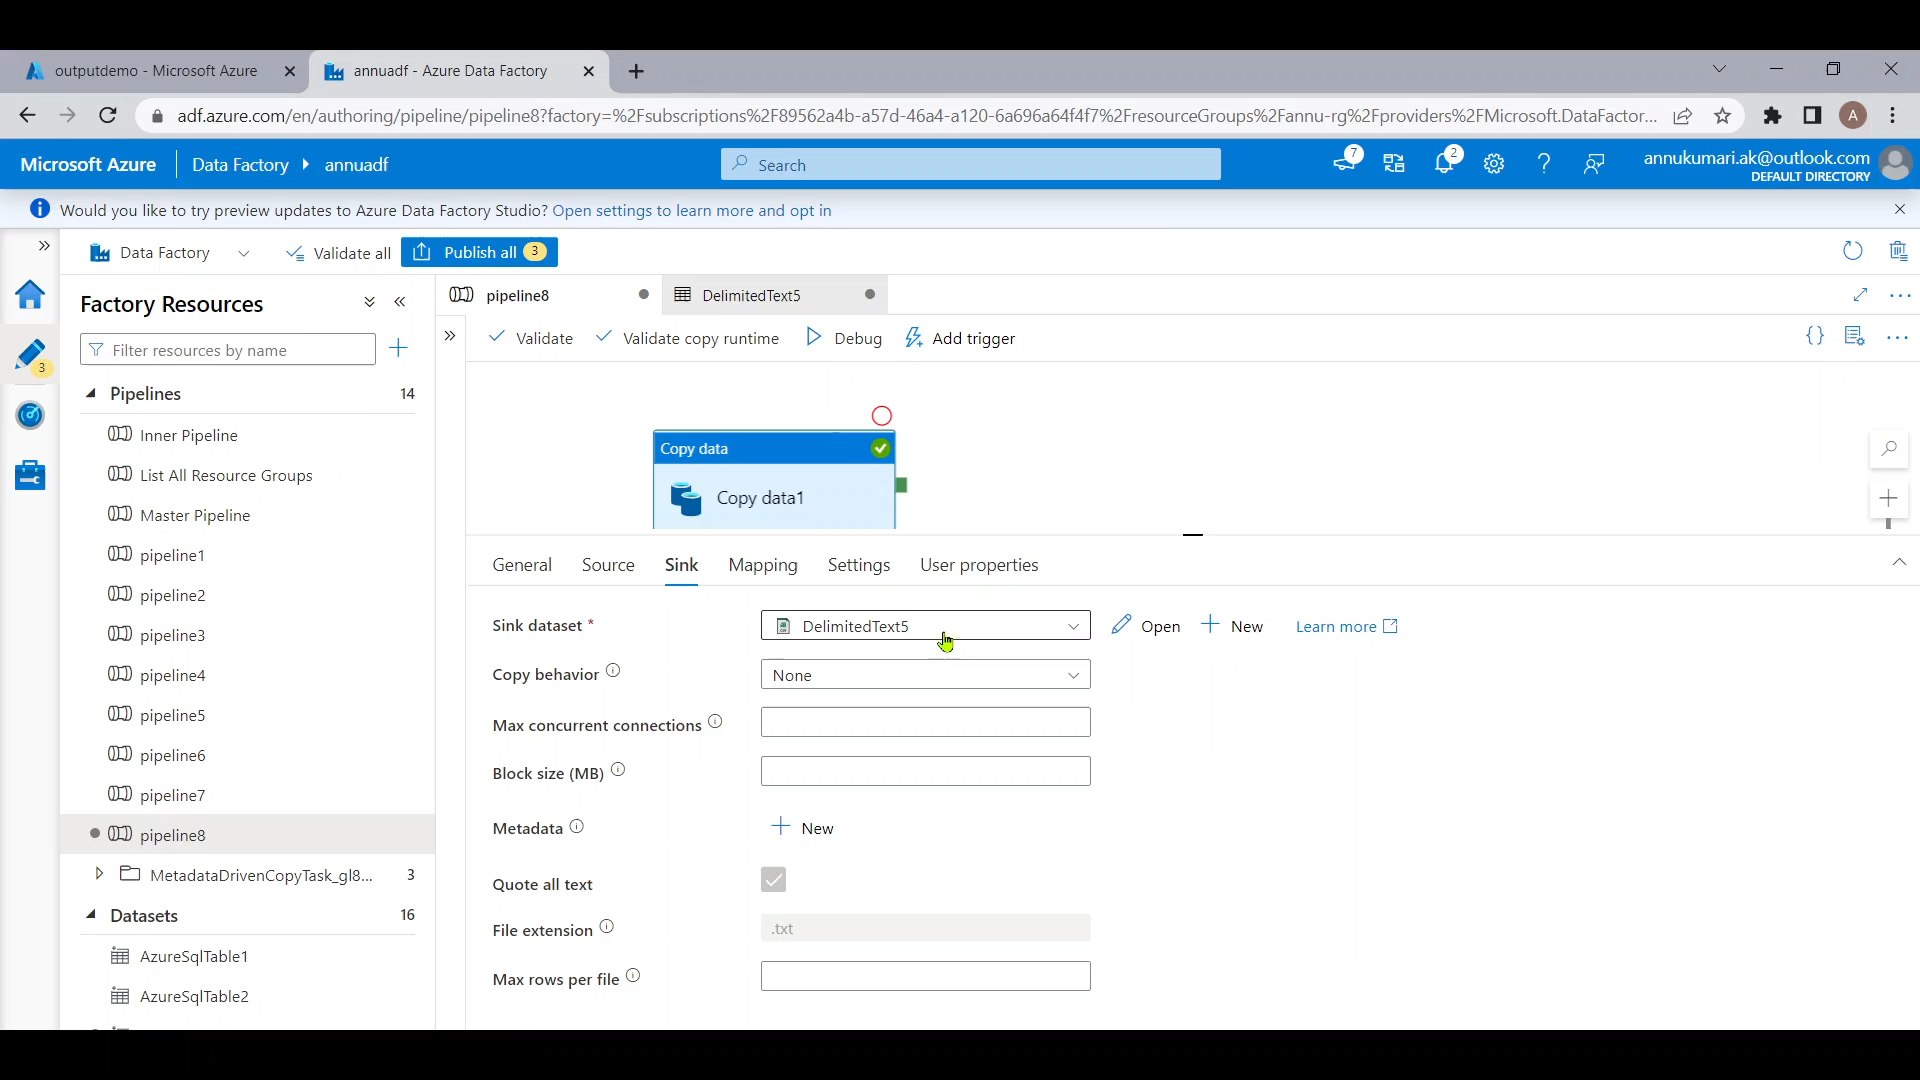 outputdemo - Microsoft Azure
annuadf - Azure Data Factory
adf.azure.com/en/authoring/pipeline/pipeline8?factory=%2Fsubscriptions%2F89562a4b-a57d-46a4-a120-6a696a64f4f7%2FresourceGroups%2Fannu-rg%2Fproviders%2FMicrosoft.DataFactor...
A
Microsoft Azure
Data Factory
annuadf
Search
7
2
annukumari.ak@outlook.com
DEFAULT DIRECTORY
Would you like to try preview updates to Azure Data Factory Studio? Open settings to learn more and opt in
Data Factory
Validate all
Publish all 3
Factory Resources
Filter resources by name
3
Pipelines 14
Inner Pipeline
List All Resource Groups
Master Pipeline
pipeline1
pipeline2
pipeline3
pipeline4
pipeline5
pipeline6
pipeline7
pipeline8
MetadataDrivenCopyTask_gl8... 3
Datasets 16
AzureSqlTable1
AzureSqlTable2
pipeline8
DelimitedText5
Validate
Validate copy runtime
Debug
Add trigger
Copy data
Copy data1
General
Source
Sink
Mapping
Settings
User properties
Sink dataset *
DelimitedText5
Open
New
Learn more
Copy behavior
None
Max concurrent connections
Block size (MB)
Metadata
New
Quote all text
File extension
.txt
Max rows per file